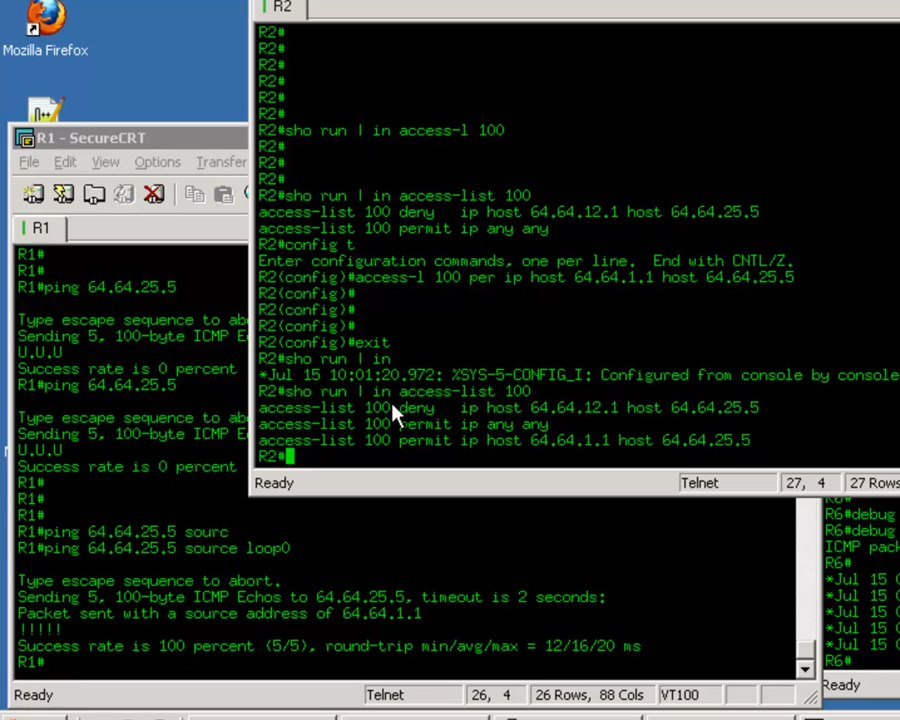 Mozilla Firefox
R2
R2#
R2#
R2#
R2#
R2#
R2#
R2#sho run | in access-l 100
R2#
R2#
R2#
R2#sho run | in access-list 100
access-list 100 deny   ip host 64.64.12.1 host 64.64.25.5
access-list 100 permit ip any any
R2#config t
Enter configuration commands, one per line.  End with CNTL/Z.
R2(config)#access-l 100 per ip host 64.64.1.1 host 64.64.25.5
R2(config)#
R2(config)#
R2(config)#
R2(config)#exit
R2#sho run | in
*Jul 15 10:01:20.972: %SYS-5-CONFIG_I: Configured from console by console
R2#sho run | in access-list 100
access-list 100 deny   ip host 64.64.12.1 host 64.64.25.5
access-list 100 permit ip any any
access-list 100 permit ip host 64.64.1.1 host 64.64.25.5
R2#
Ready Telnet 27, 4 27 Rows
R1 - SecureCRT
File Edit View Options Transfer
R1
R1#
R1#
R1#ping 64.64.25.5
Type escape sequence to abo
Sending 5, 100-byte ICMP Ec
U.U.U
Success rate is 0 percent
R1#ping 64.64.25.5
Type escape sequence to abo
Sending 5, 100-byte ICMP Ec
U.U.U
Success rate is 0 percent
R1#
R1#
R1#
R1#ping 64.64.25.5 sourc
R1#ping 64.64.25.5 source loop0
Type escape sequence to abort.
Sending 5, 100-byte ICMP Echos to 64.64.25.5, timeout is 2 seconds:
Packet sent with a source address of 64.64.1.1
!!!!!
Success rate is 100 percent (5/5), round-trip min/avg/max = 12/16/20 ms
R1#
Ready Telnet 26, 4 26 Rows, 88 Cols VT100
R6#debug
R6#debug
ICMP pack
R6#
*Jul 15
*Jul 15
*Jul 15
*Jul 15
R6#
Ready